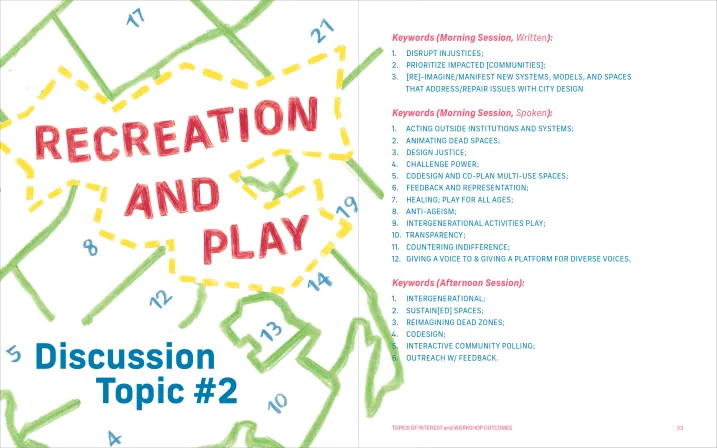 17
21
RECREATION
AND
PLAY
19
8
14
12
13
5
Discussion
Topic #2
10
4
Keywords (Morning Session, Written):
1. DISRUPT INJUSTICES;
2. PRIORITIZE IMPACTED [COMMUNITIES];
3. [RE]-IMAGINE/MANIFEST NEW SYSTEMS, MODELS, AND SPACES
THAT ADDRESS/REPAIR ISSUES WITH CITY DESIGN
Keywords (Morning Session, Spoken):
1. ACTING OUTSIDE INSTITUTIONS AND SYSTEMS;
2. ANIMATING DEAD SPACES;
3. DESIGN JUSTICE;
4. CHALLENGE POWER;
5. CODESIGN AND CO-PLAN MULTI-USE SPACES;
6. FEEDBACK AND REPRESENTATION;
7. HEALING; PLAY FOR ALL AGES;
8. ANTI-AGEISM;
9. INTERGENERATIONAL ACTIVITIES PLAY;
10. TRANSPARENCY;
11. COUNTERING INDIFFERENCE;
12. GIVING A VOICE TO & GIVING A PLATFORM FOR DIVERSE VOICES.
Keywords (Afternoon Session):
1. INTERGENERATIONAL;
2. SUSTAIN[ED] SPACES;
3. REIMAGINING DEAD ZONES;
4. CODESIGN;
5. INTERACTIVE COMMUNITY POLLING;
6. OUTREACH W/ FEEDBACK.
TOPICS OF INTEREST and WORKSHOP OUTCOMES 33